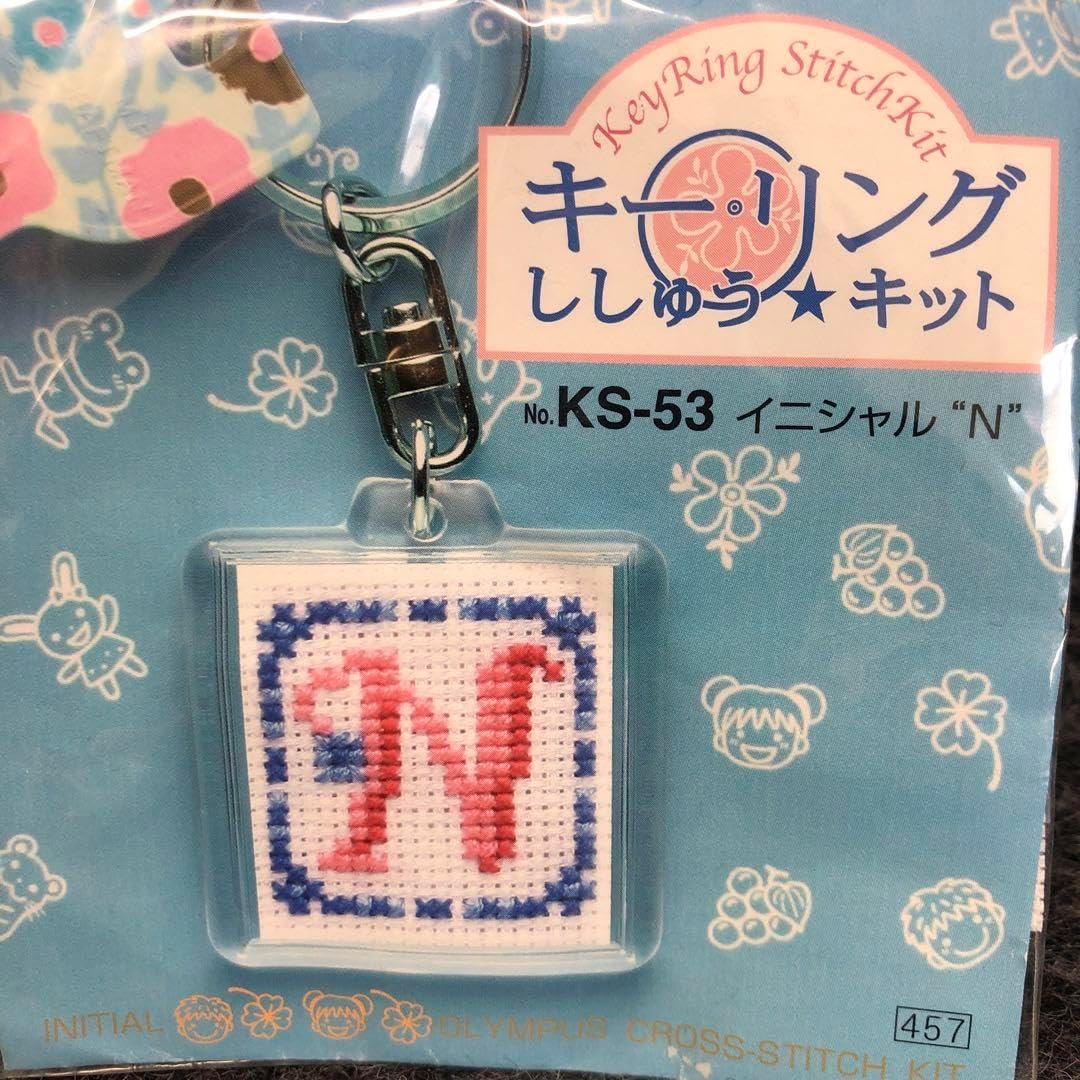 KeyRing StitchKit
キーリング
ししゅう★キット
No.KS-53 イニシャル “N”
N
INITIAL OLYMPUS CROSS-STITCH KIT
457